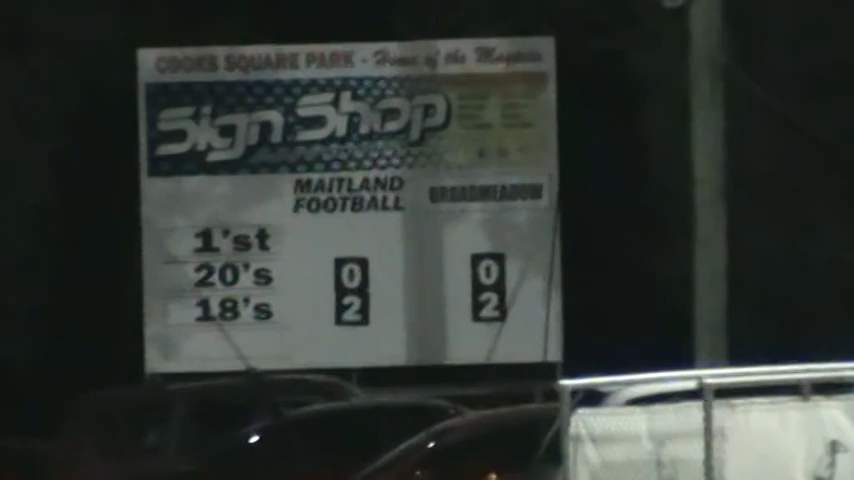 COOKS SQUARE PARK - Home of the Magpies
Sign Shop
MAITLAND FOOTBALL
BROADMEADOW
1'st
20's 0 0
18's 2 2